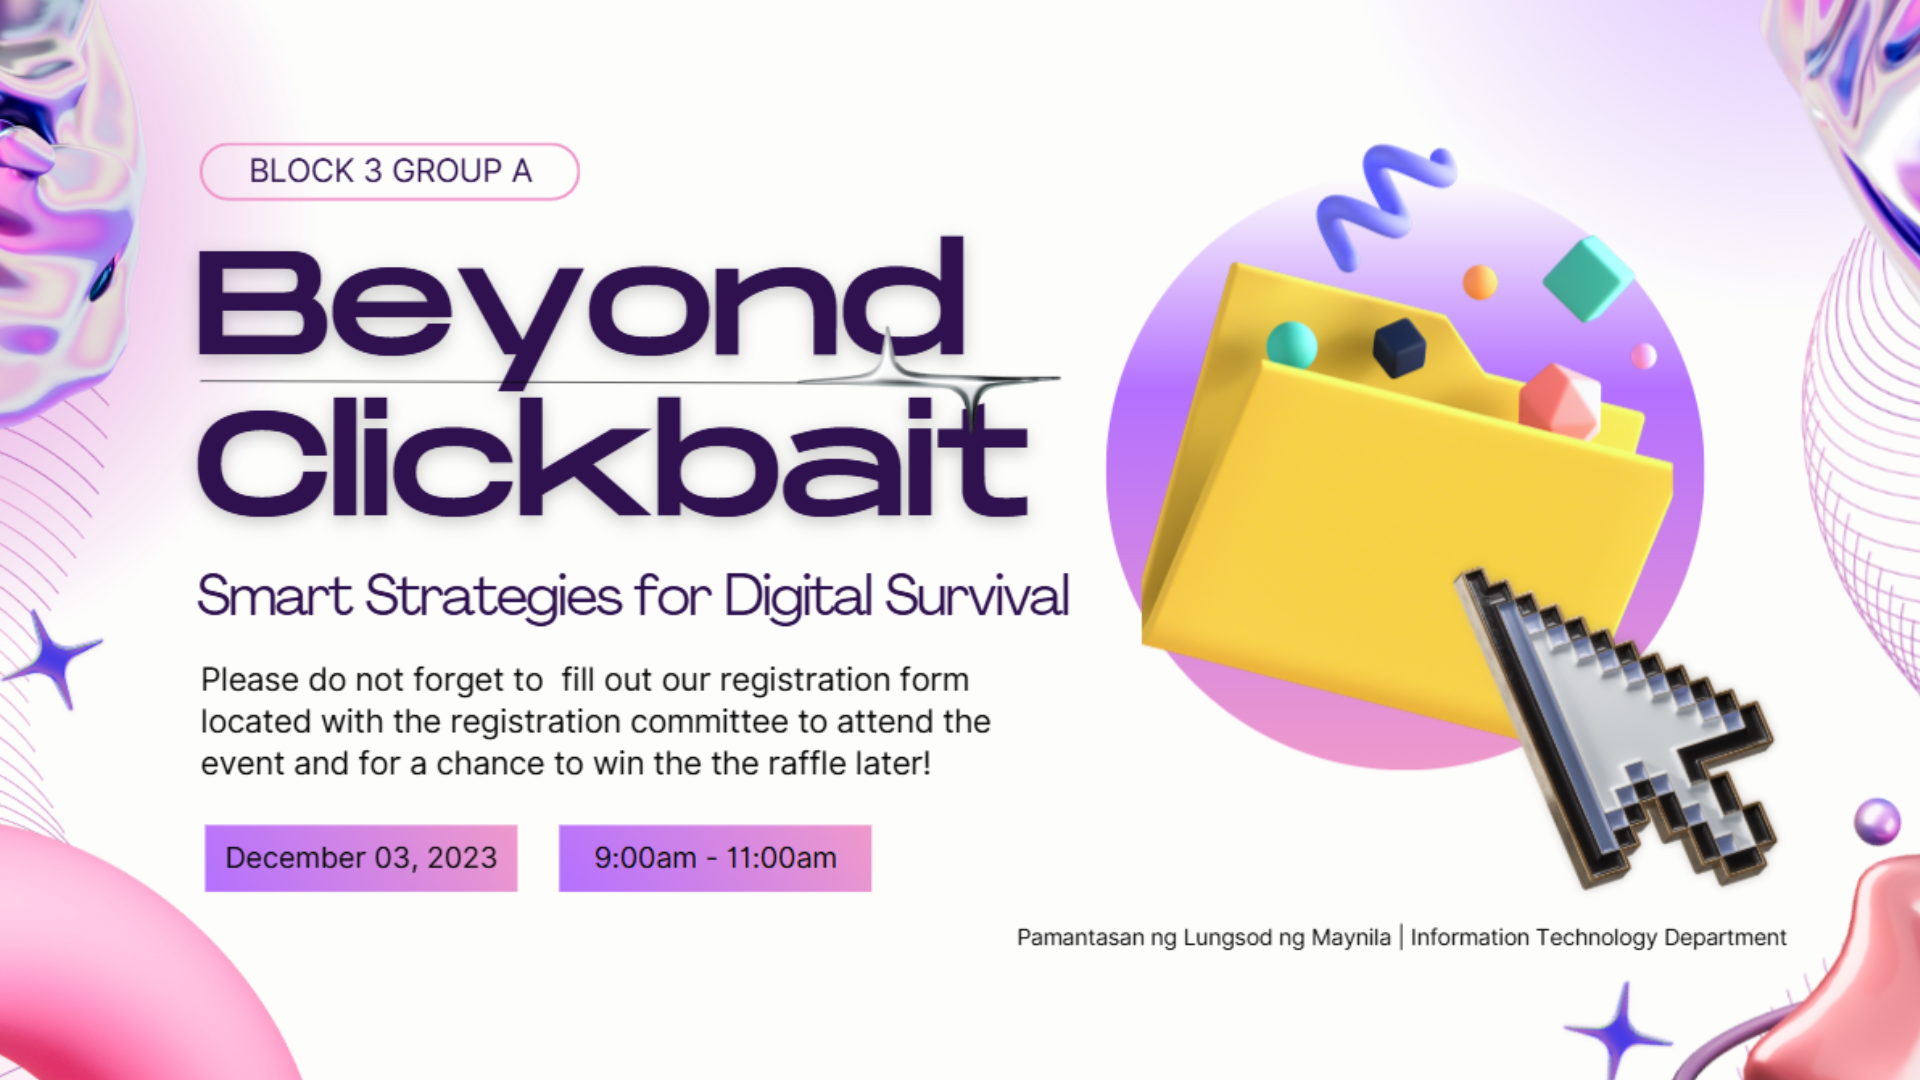 BLOCK 3 GROUP A
Beyond
Clickbait
Smart Strategies for Digital Survival
Please do not forget to  fill out our registration form
located with the registration committee to attend the
event and for a chance to win the the raffle later!
December 03, 2023
9:00am - 11:00am
Pamantasan ng Lungsod ng Maynila | Information Technology Department